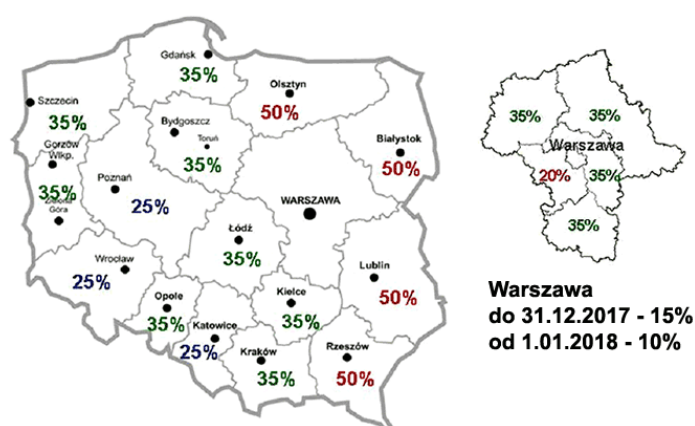 Gdańsk
35%
Szczecin
35%
Olsztyn
50%
Bydgoszcz
Toruń
35%
Białystok
50%
Gorzów
Wlkp.
35%
Zielona
Góra
Poznań
25%
WARSZAWA
Łódź
35%
Wrocław
25%
Lublin
50%
Opole
35%
Kielce
35%
Katowice
25%
Kraków
35%
Rzeszów
50%
35%
35%
Warszawa
20%
35%
35%
Warszawa
do 31.12.2017 - 15%
od 1.01.2018 - 10%